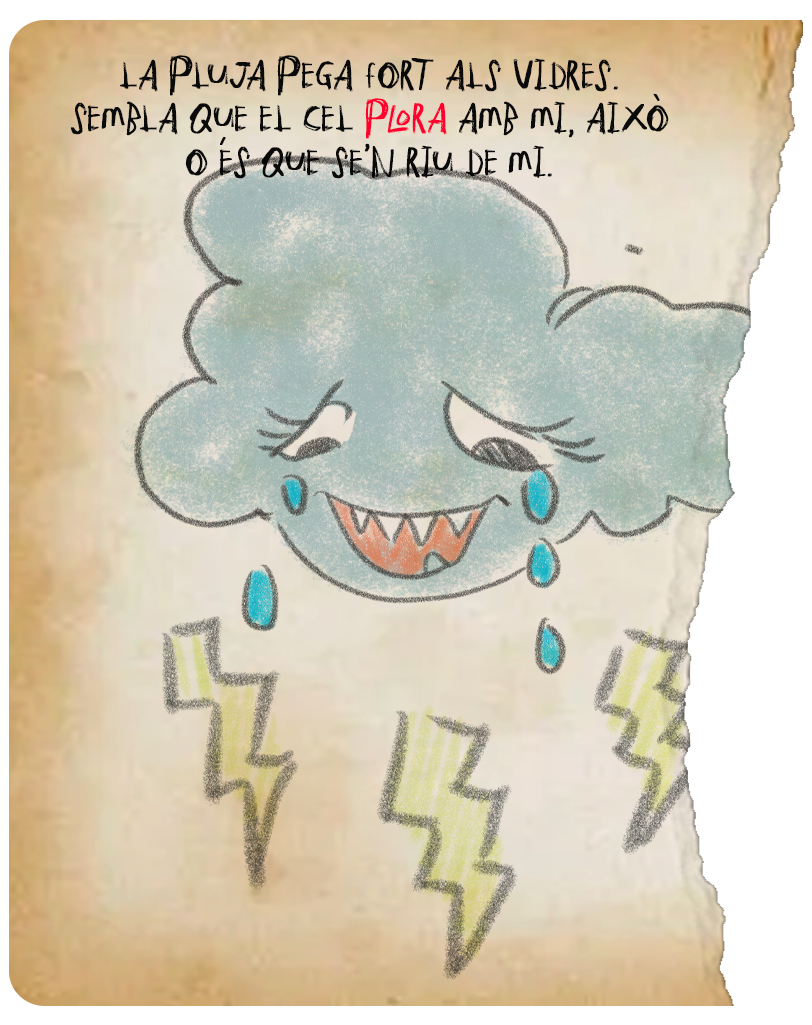 LA PLUJA PEGA FORT ALS VIDRES.
SEMBLA QUE EL CEL PLORA AMB MI, AIXÒ
O ÉS QUE SE'N RIU DE MI.